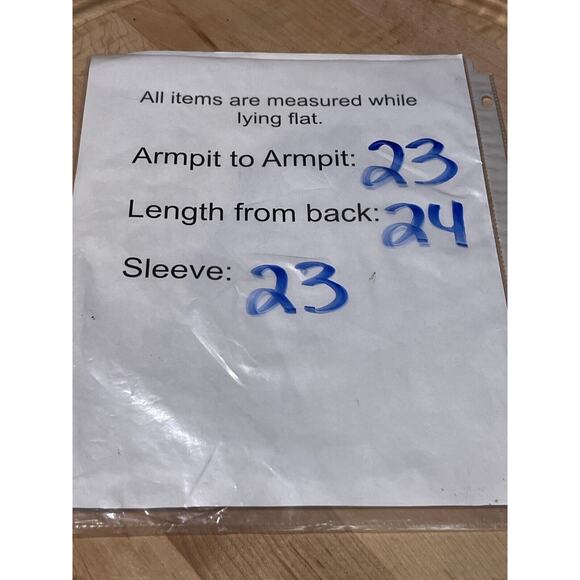 All items are measured while
lying flat.
Armpit to Armpit: 23
Length from back: 24
Sleeve: 23